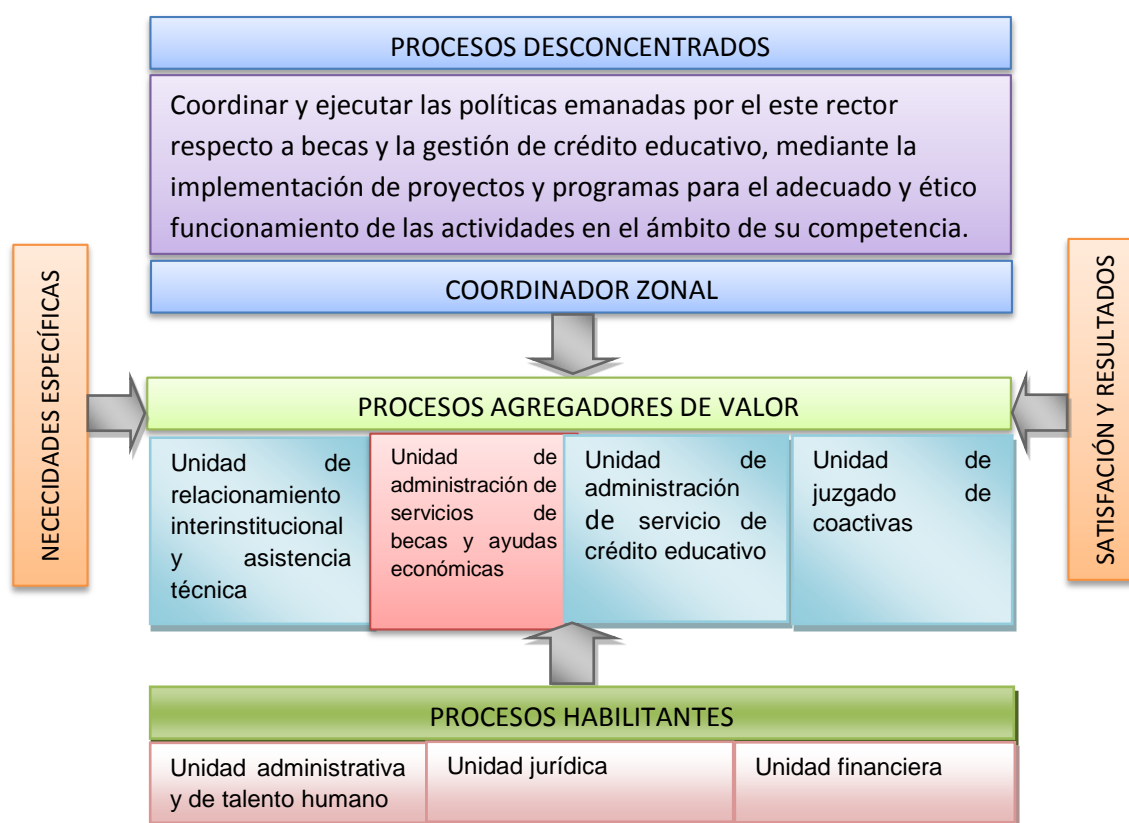 PROCESOS DESCONCENTRADOS
Coordinar y ejecutar las políticas emanadas por el este rector
respecto a becas y la gestión de crédito educativo, mediante la
implementación de proyectos y programas para el adecuado y ético
funcionamiento de las actividades en el ámbito de su competencia.
COORDINADOR ZONAL
NECECIDADES ESPECÍFICAS
SATISFACIÓN Y RESULTADOS
PROCESOS AGREGADORES DE VALOR
Unidad de
relacionamiento
interinstitucional
y asistencia
técnica
Unidad de
administración de
servicios de
becas y ayudas
económicas
Unidad de
administración
de servicio de
crédito educativo
Unidad de
juzgado de
coactivas
PROCESOS HABILITANTES
Unidad administrativa
y de talento humano
Unidad jurídica
Unidad financiera